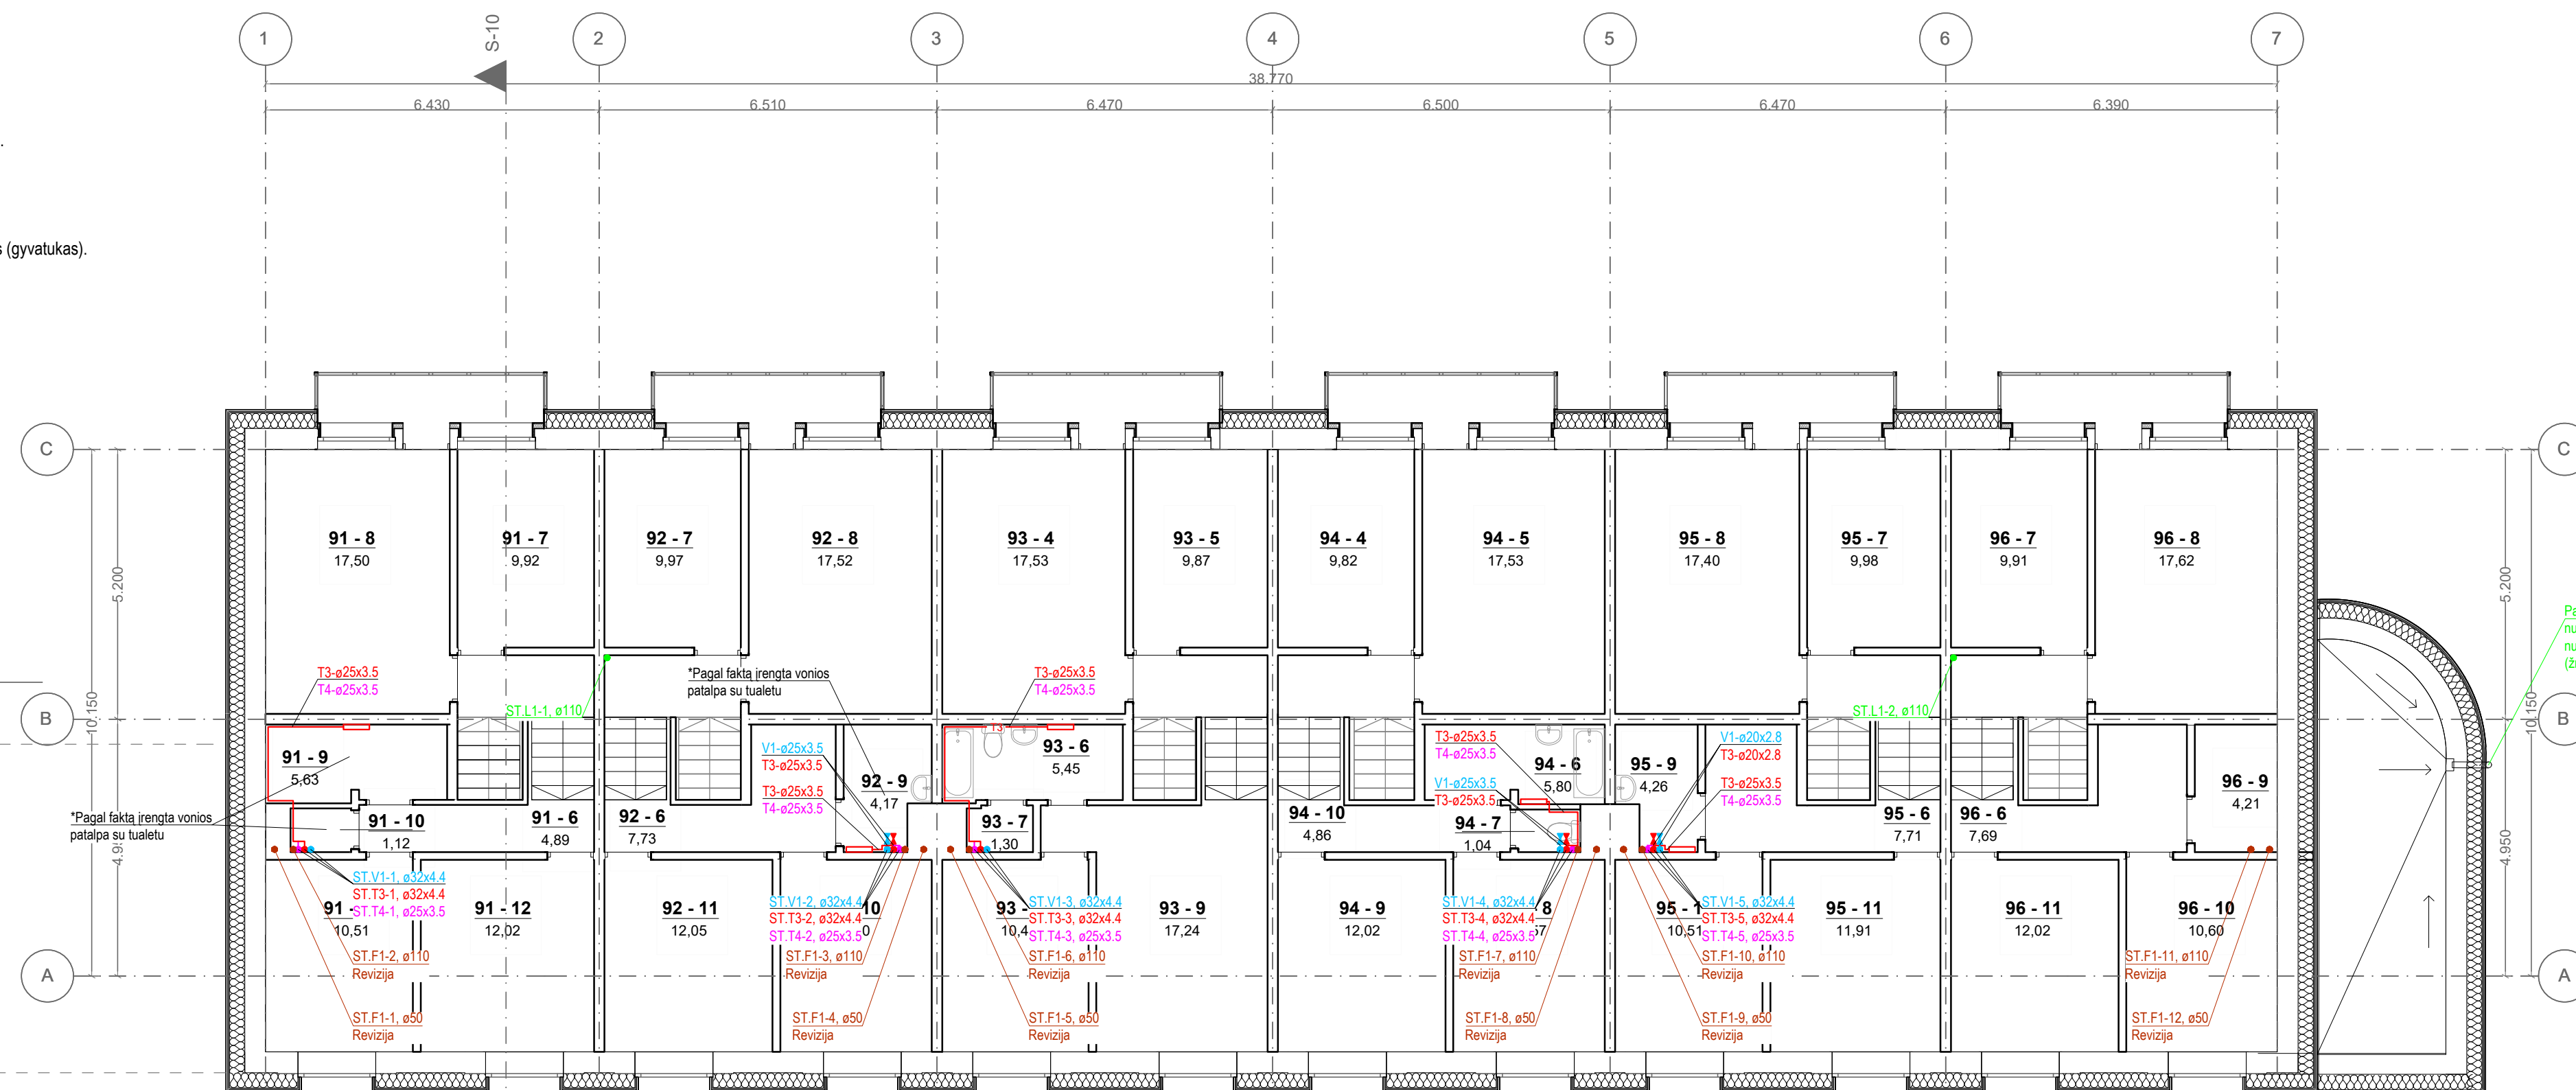 1
S-10
2
3
4
5
6
7
38.770
6.430
6.510
6.470
6.500
6.470
6.390
(gyvatukas).
C
C
5.200
10.150
5.200
10.150
91 - 8
17,50
91 - 7
9,92
92 - 7
9,97
92 - 8
17,52
93 - 4
17,53
93 - 5
9,87
94 - 4
9,82
94 - 5
17,53
95 - 8
17,40
95 - 7
9,98
96 - 7
9,91
96 - 8
17,62
T3-ø25x3.5
T4-ø25x3.5
*Pagal faktą įrengta vonios
patalpa su tualetu
T3-ø25x3.5
T4-ø25x3.5
ST.L1-1, ø110
ST.L1-2, ø110
B
B
T3
91 - 9
5,63
V1-ø25x3.5
T3-ø25x3.5
T3-ø25x3.5
T4-ø25x3.5
92 - 9
4,17
93 - 6
5,45
T3-ø25x3.5
T4-ø25x3.5
V1-ø25x3.5
T3-ø25x3.5
94 - 6
5,80
95 - 9
4,26
V1-ø20x2.8
T3-ø20x2.8
T3-ø25x3.5
T4-ø25x3.5
96 - 9
4,21
*Pagal faktą įrengta vonios
patalpa su tualetu
91 - 10
1,12
91 - 6
4,89
92 - 6
7,73
93 - 7
1,30
94 - 10
4,86
94 - 7
1,04
95 - 6
7,71
96 - 6
7,69
4.950
ST.V1-1, ø32x4.4
ST.T3-1, ø32x4.4
ST.T4-1, ø25x3.5
91 -
10,51
91 - 12
12,02
92 - 11
12,05
ST.V1-2, ø32x4.4
ST.T3-2, ø32x4.4
ST.T4-2, ø25x3.5
10
93 -
10,4
ST.V1-3, ø32x4.4
ST.T3-3, ø32x4.4
ST.T4-3, ø25x3.5
93 - 9
17,24
94 - 9
12,02
ST.V1-4, ø32x4.4
ST.T3-4, ø32x4.4
ST.T4-4, ø25x3.5
8
57
95 - 1
10,51
ST.V1-5, ø32x4.4
ST.T3-5, ø32x4.4
ST.T4-5, ø25x3.5
95 - 11
11,91
96 - 11
12,02
96 - 10
10,60
ST.F1-2, ø110
Revizija
ST.F1-3, ø110
Revizija
ST.F1-6, ø110
Revizija
ST.F1-7, ø110
Revizija
ST.F1-10, ø110
Revizija
ST.F1-11, ø110
Revizija
A
A
ST.F1-1, ø50
Revizija
ST.F1-4, ø50
Revizija
ST.F1-5, ø50
Revizija
ST.F1-8, ø50
Revizija
ST.F1-9, ø50
Revizija
ST.F1-12, ø50
Revizija